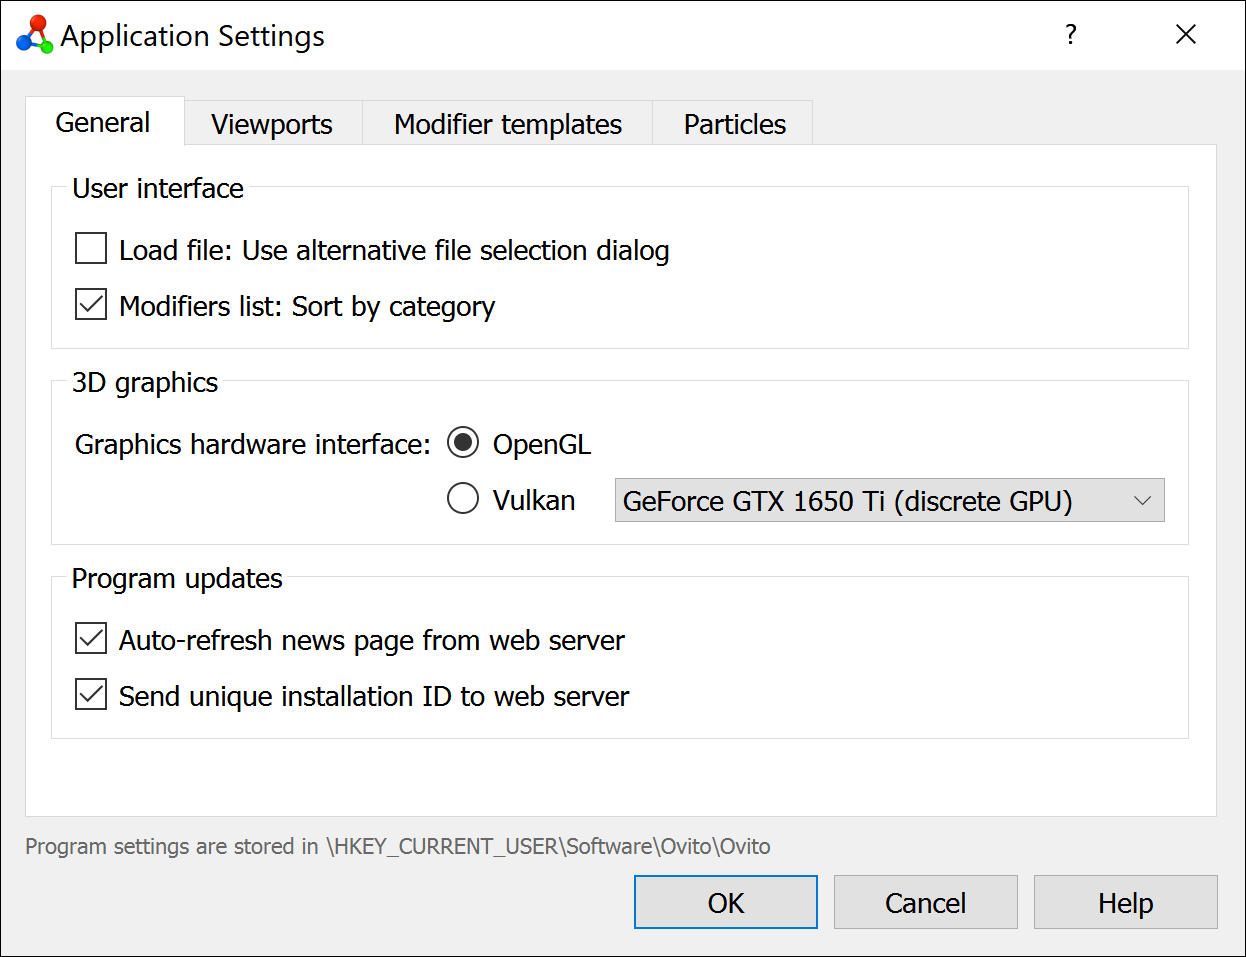 Application Settings ?
General Viewports Modifier templates Particles
User interface
Load file: Use alternative file selection dialog
Modifiers list: Sort by category
3D graphics
Graphics hardware interface: OpenGL
Vulkan GeForce GTX 1650 Ti (discrete GPU)
Program updates
Auto-refresh news page from web server
Send unique installation ID to web server
Program settings are stored in \HKEY_CURRENT_USER\Software\Ovito\Ovito
OK Cancel Help